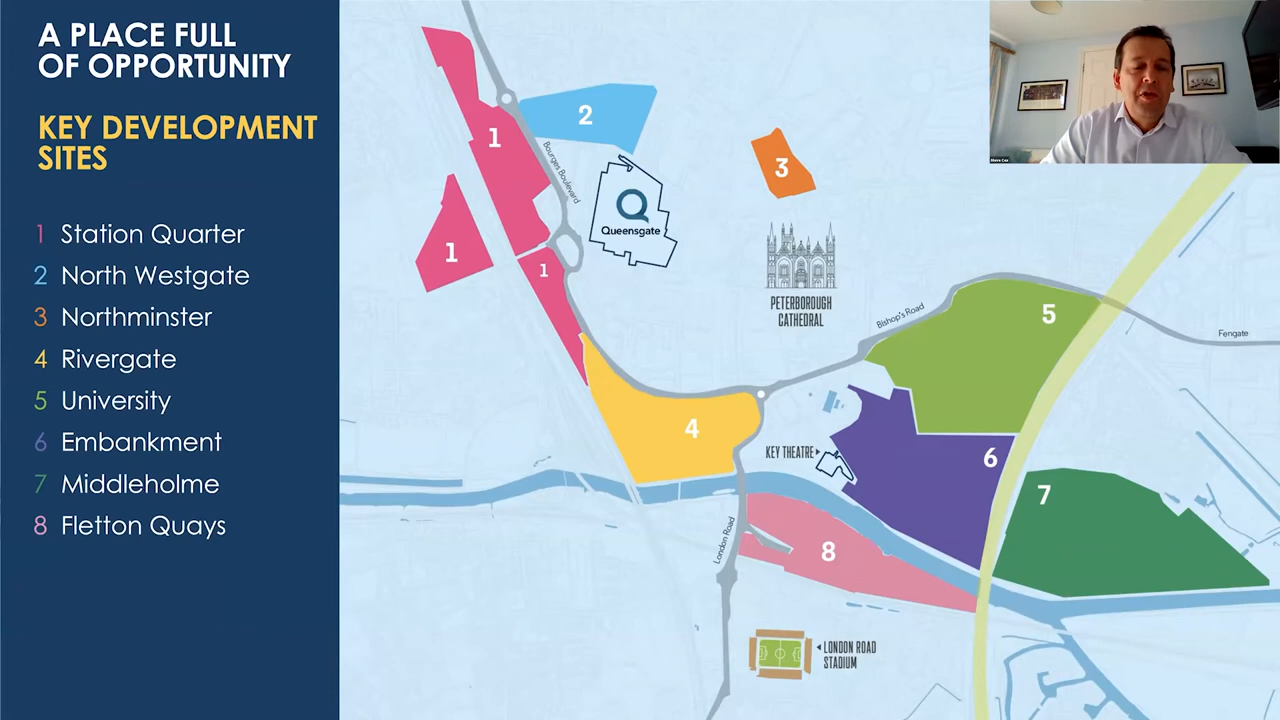 A PLACE FULL
OF OPPORTUNITY
KEY DEVELOPMENT
SITES
1 Station Quarter
2 North Westgate
3 Northminster
4 Rivergate
5 University
6 Embankment
7 Middleholme
8 Fletton Quays
1
2
3
1
1
Bourges Boulevard
Queensgate
PETERBOROUGH
CATHEDRAL
Bishop's Road
5
Fengate
4
KEY THEATRE
6
7
London Road
8
LONDON ROAD
STADIUM
Steve Cox